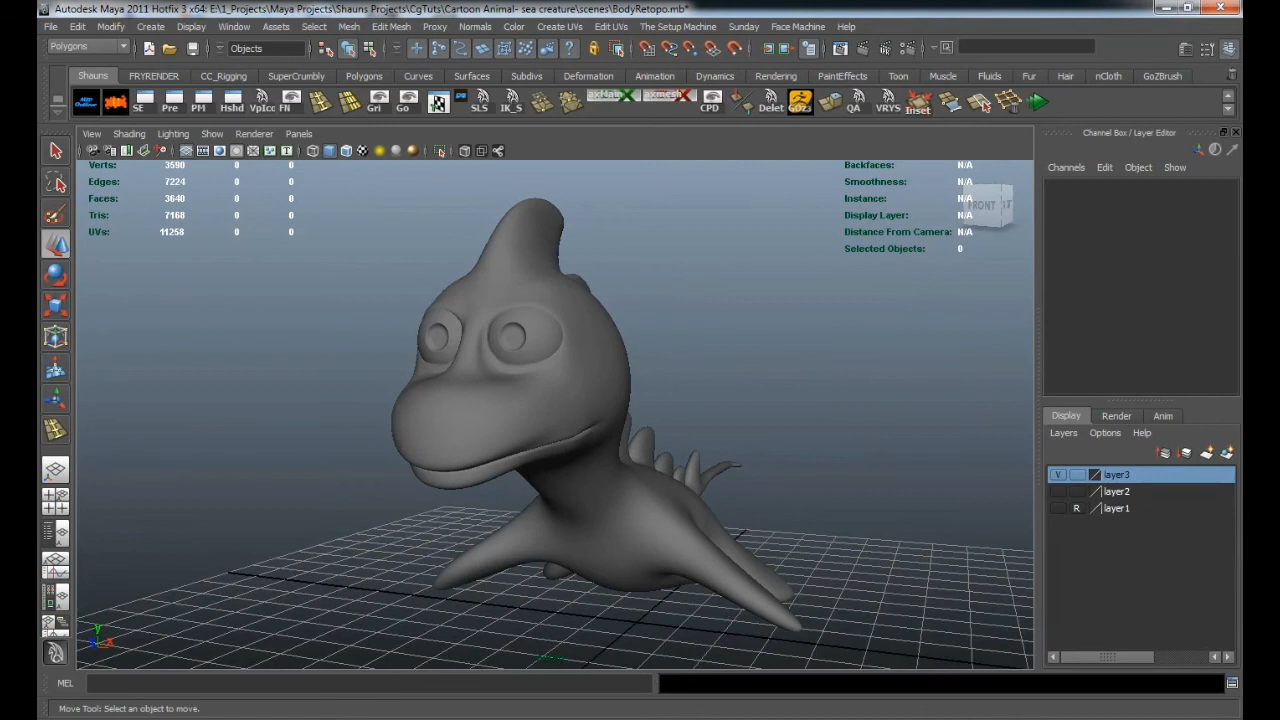 Autodesk Maya 2011 Hotfix 3 x64: E:\1_Projects\Maya Projects\Shauns Projects\CgTuts\Cartoon Animal- sea creature\scenes\BodyRetopo.mb*
File Edit Modify Create Display Window Assets Select Mesh Edit Mesh Proxy Normals Color Create UVs Edit UVs The Setup Machine Sunday Face Machine Help
Polygons Objects
Shauns FRYRENDER CC_Rigging SuperCrumbly Polygons Curves Surfaces Subdivs Deformation Animation Dynamics Rendering PaintEffects Toon Muscle Fluids Fur Hair nCloth GoZBrush
SE Pre PM Hshd VpIcc Gri Go SLS IK_S axMain axmesh CPD Delet GOZs QA VRYS Inset
View Shading Lighting Show Renderer Panels
Channel Box / Layer Editor
Channels Edit Object Show
Verts: 3590 0 0
Edges: 7224 0 0
Faces: 3640 0 0
Tris: 7168 0 0
UVs: 11258 0 0
Backfaces: N/A
Smoothness: N/A
Instance: N/A
Display Layer: N/A
Distance From Camera: N/A
Selected Objects: 0
FRONT
Display Render Anim
Layers Options Help
V layer3
layer2
R layer1
MEL
Move Tool: Select an object to move.